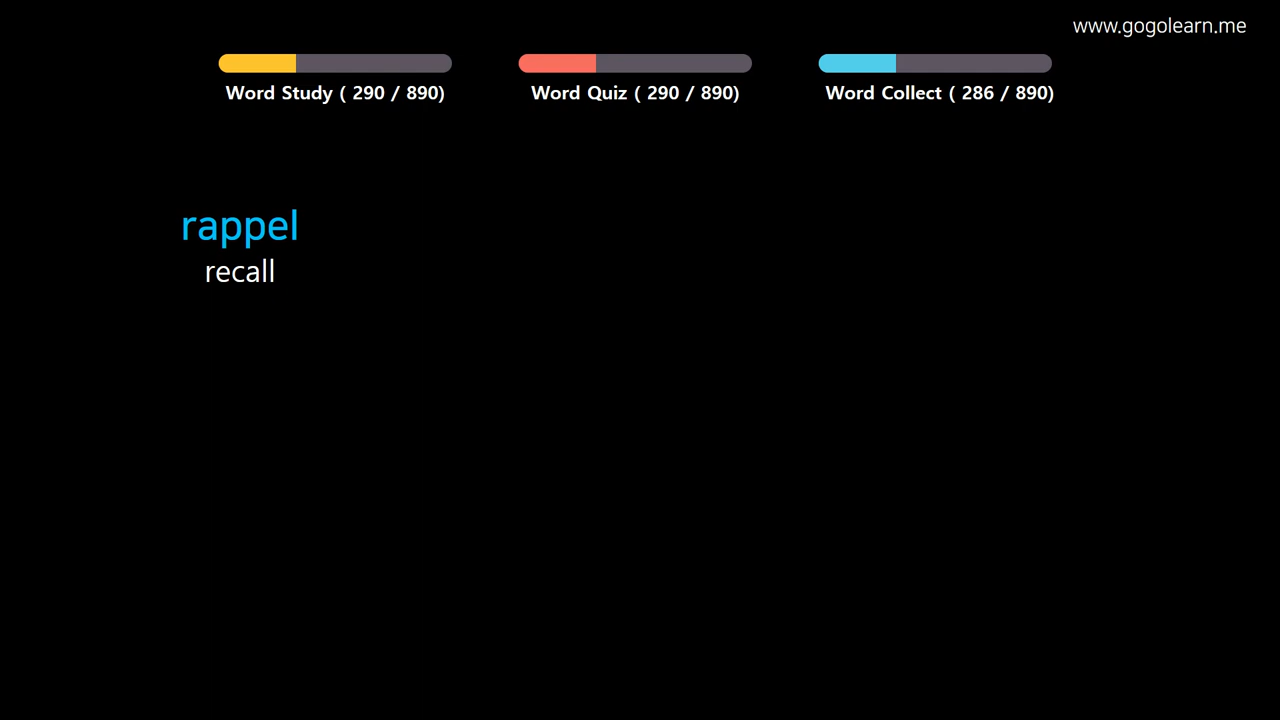 www.gogolearn.me
Word Study ( 290 / 890)
Word Quiz ( 290 / 890)
Word Collect ( 286 / 890)
rappel
recall